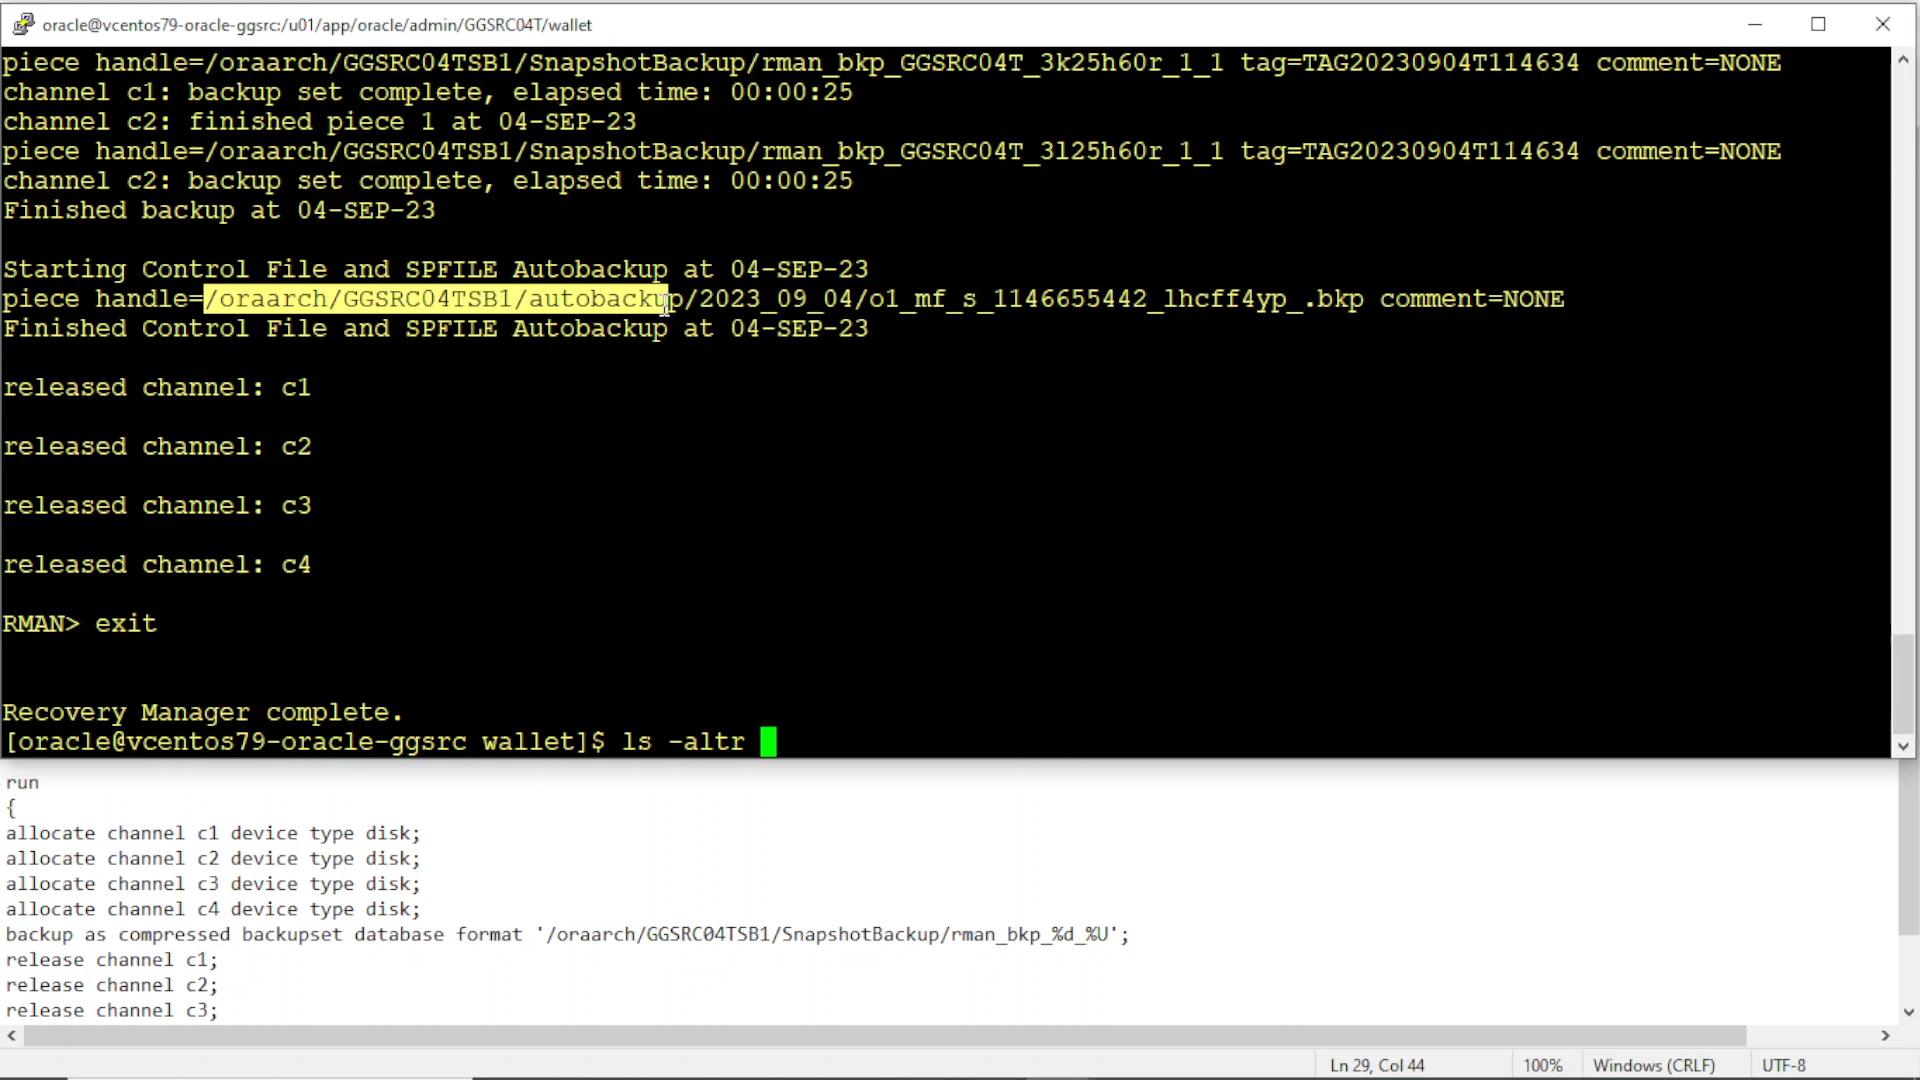 oracle@vcentos79-oracle-ggsrc:/u01/app/oracle/admin/GGSRC04T/wallet
piece handle=/oraarch/GGSRC04TSB1/SnapshotBackup/rman_bkp_GGSRC04T_3k25h60r_1_1 tag=TAG20230904T114634 comment=NONE
channel c1: backup set complete, elapsed time: 00:00:25
channel c2: finished piece 1 at 04-SEP-23
piece handle=/oraarch/GGSRC04TSB1/SnapshotBackup/rman_bkp_GGSRC04T_3l25h60r_1_1 tag=TAG20230904T114634 comment=NONE
channel c2: backup set complete, elapsed time: 00:00:25
Finished backup at 04-SEP-23
Starting Control File and SPFILE Autobackup at 04-SEP-23
piece handle=/oraarch/GGSRC04TSB1/autobackup/2023_09_04/o1_mf_s_1146655442_lhcff4yp_.bkp comment=NONE
Finished Control File and SPFILE Autobackup at 04-SEP-23
released channel: c1
released channel: c2
released channel: c3
released channel: c4
RMAN> exit
Recovery Manager complete.
[oracle@vcentos79-oracle-ggsrc wallet]$ ls -altr
run
{
allocate channel c1 device type disk;
allocate channel c2 device type disk;
allocate channel c3 device type disk;
allocate channel c4 device type disk;
backup as compressed backupset database format '/oraarch/GGSRC04TSB1/SnapshotBackup/rman_bkp_%d_%U';
release channel c1;
release channel c2;
release channel c3;
Ln 29, Col 44 100% Windows (CRLF) UTF-8